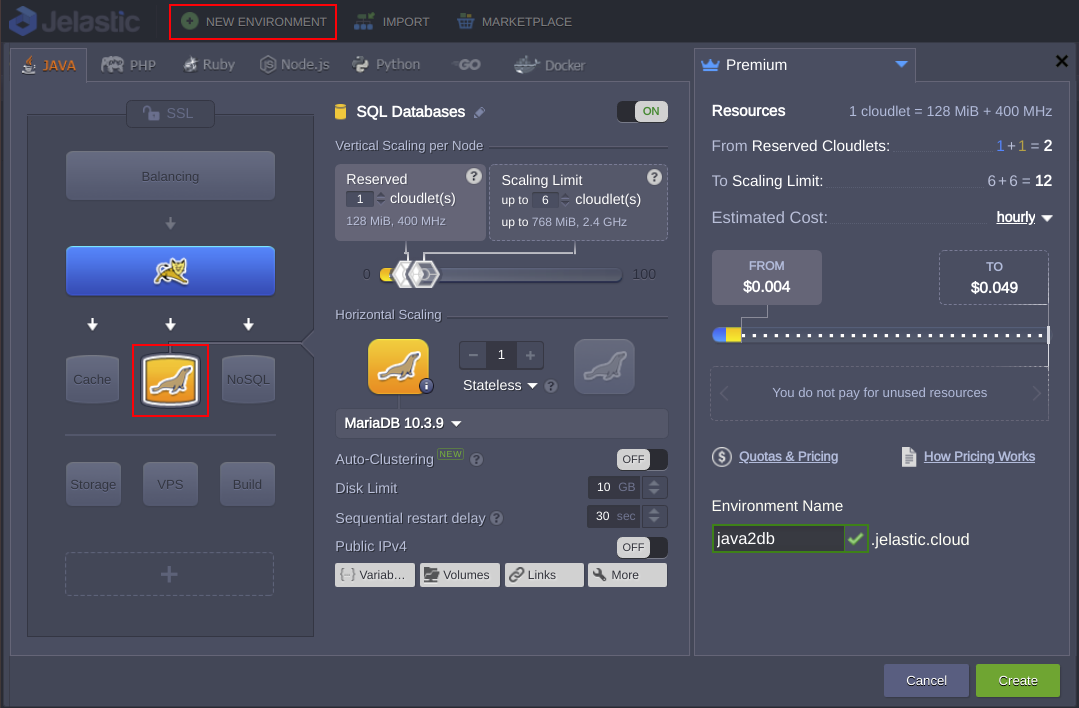 Jelastic NEW ENVIRONMENT IMPORT MARKETPLACE
JAVA PHP Ruby Node.js Python GO Docker
SSL
Balancing
Cache NoSQL
Storage VPS Build
SQL Databases ON
Vertical Scaling per Node
Reserved ?
1 cloudlet(s)
128 MiB, 400 MHz
Scaling Limit ?
up to 6 cloudlet(s)
up to 768 MiB, 2.4 GHz
0 100
Horizontal Scaling
1
Stateless ?
MariaDB 10.3.9
Auto-Clustering NEW ? OFF
Disk Limit 10 GB
Sequential restart delay ? 30 sec
Public IPv4 OFF
Variab... Volumes Links More
Premium
Resources 1 cloudlet = 128 MiB + 400 MHz
From Reserved Cloudlets: 1+1 = 2
To Scaling Limit: 6+6 = 12
Estimated Cost: hourly
FROM
$0.004
TO
$0.049
You do not pay for unused resources
$ Quotas & Pricing How Pricing Works
Environment Name
java2db .jelastic.cloud
Cancel Create